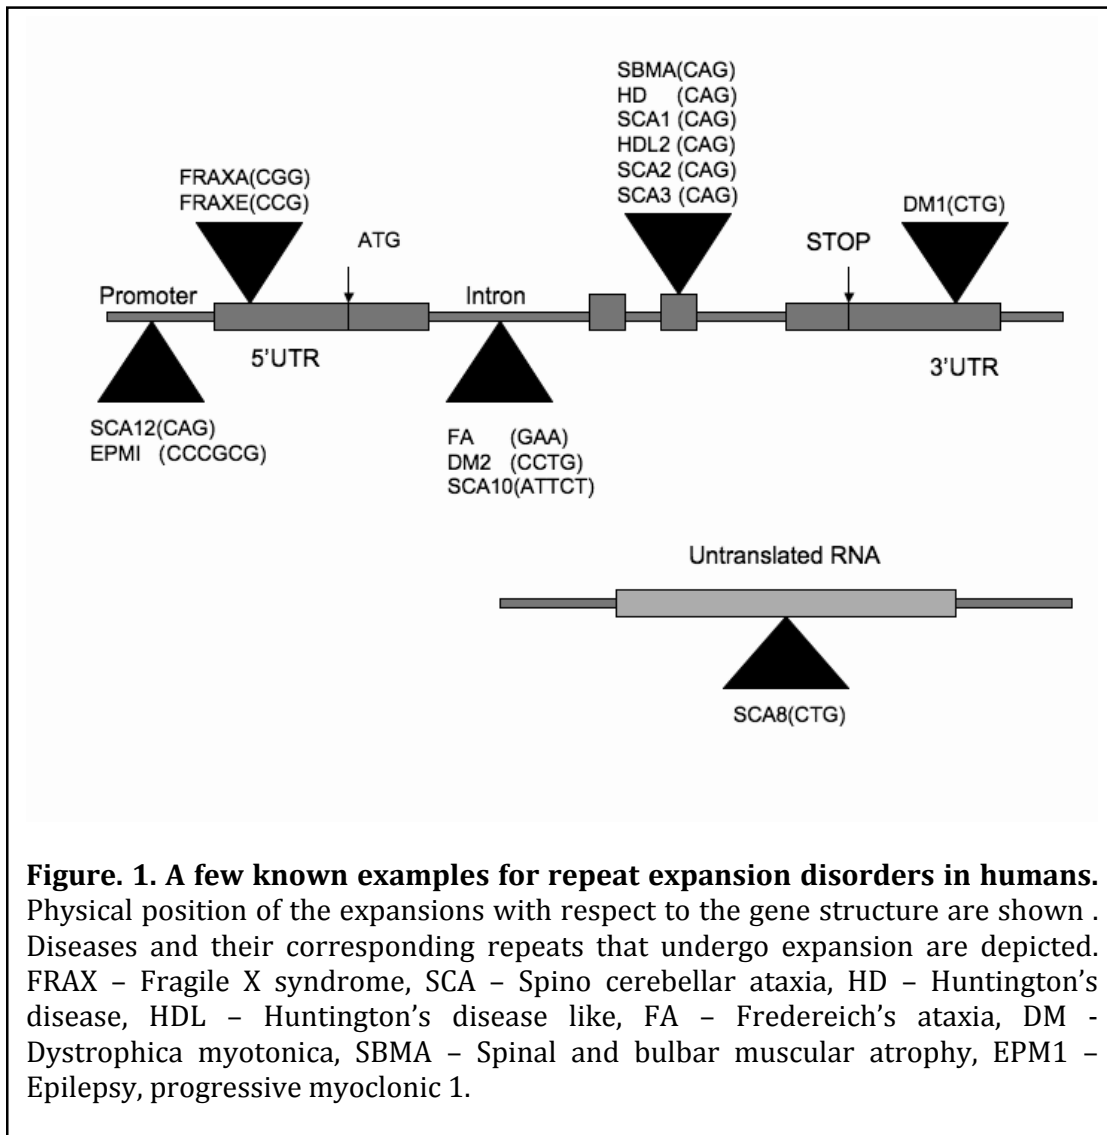 SBMA(CAG)
HD (CAG)
SCA1 (CAG)
HDL2 (CAG)
SCA2 (CAG)
SCA3 (CAG)
FRAXA(CGG)
FRAXE(CCG)
DM1(CTG)
ATG
STOP
Promoter
Intron
5'UTR
3'UTR
SCA12(CAG)
EPMI (CCCGCG)
FA (GAA)
DM2 (CCTG)
SCA10(ATTCT)
Untranslated RNA
SCA8(CTG)
Figure. 1. A few known examples for repeat expansion disorders in humans.
Physical position of the expansions with respect to the gene structure are shown .
Diseases and their corresponding repeats that undergo expansion are depicted.
FRAX – Fragile X syndrome, SCA – Spino cerebellar ataxia, HD – Huntington’s
disease, HDL – Huntington’s disease like, FA – Fredereich’s ataxia, DM -
Dystrophica myotonica, SBMA – Spinal and bulbar muscular atrophy, EPM1 –
Epilepsy, progressive myoclonic 1.